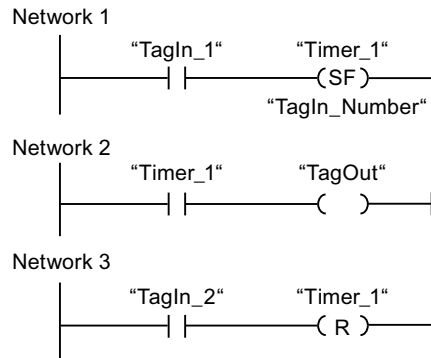 Network 1
“TagIn_1“ “Timer_1“
SF
“TagIn_Number“
Network 2
“Timer_1“ “TagOut“
Network 3
“TagIn_2“ “Timer_1“
R